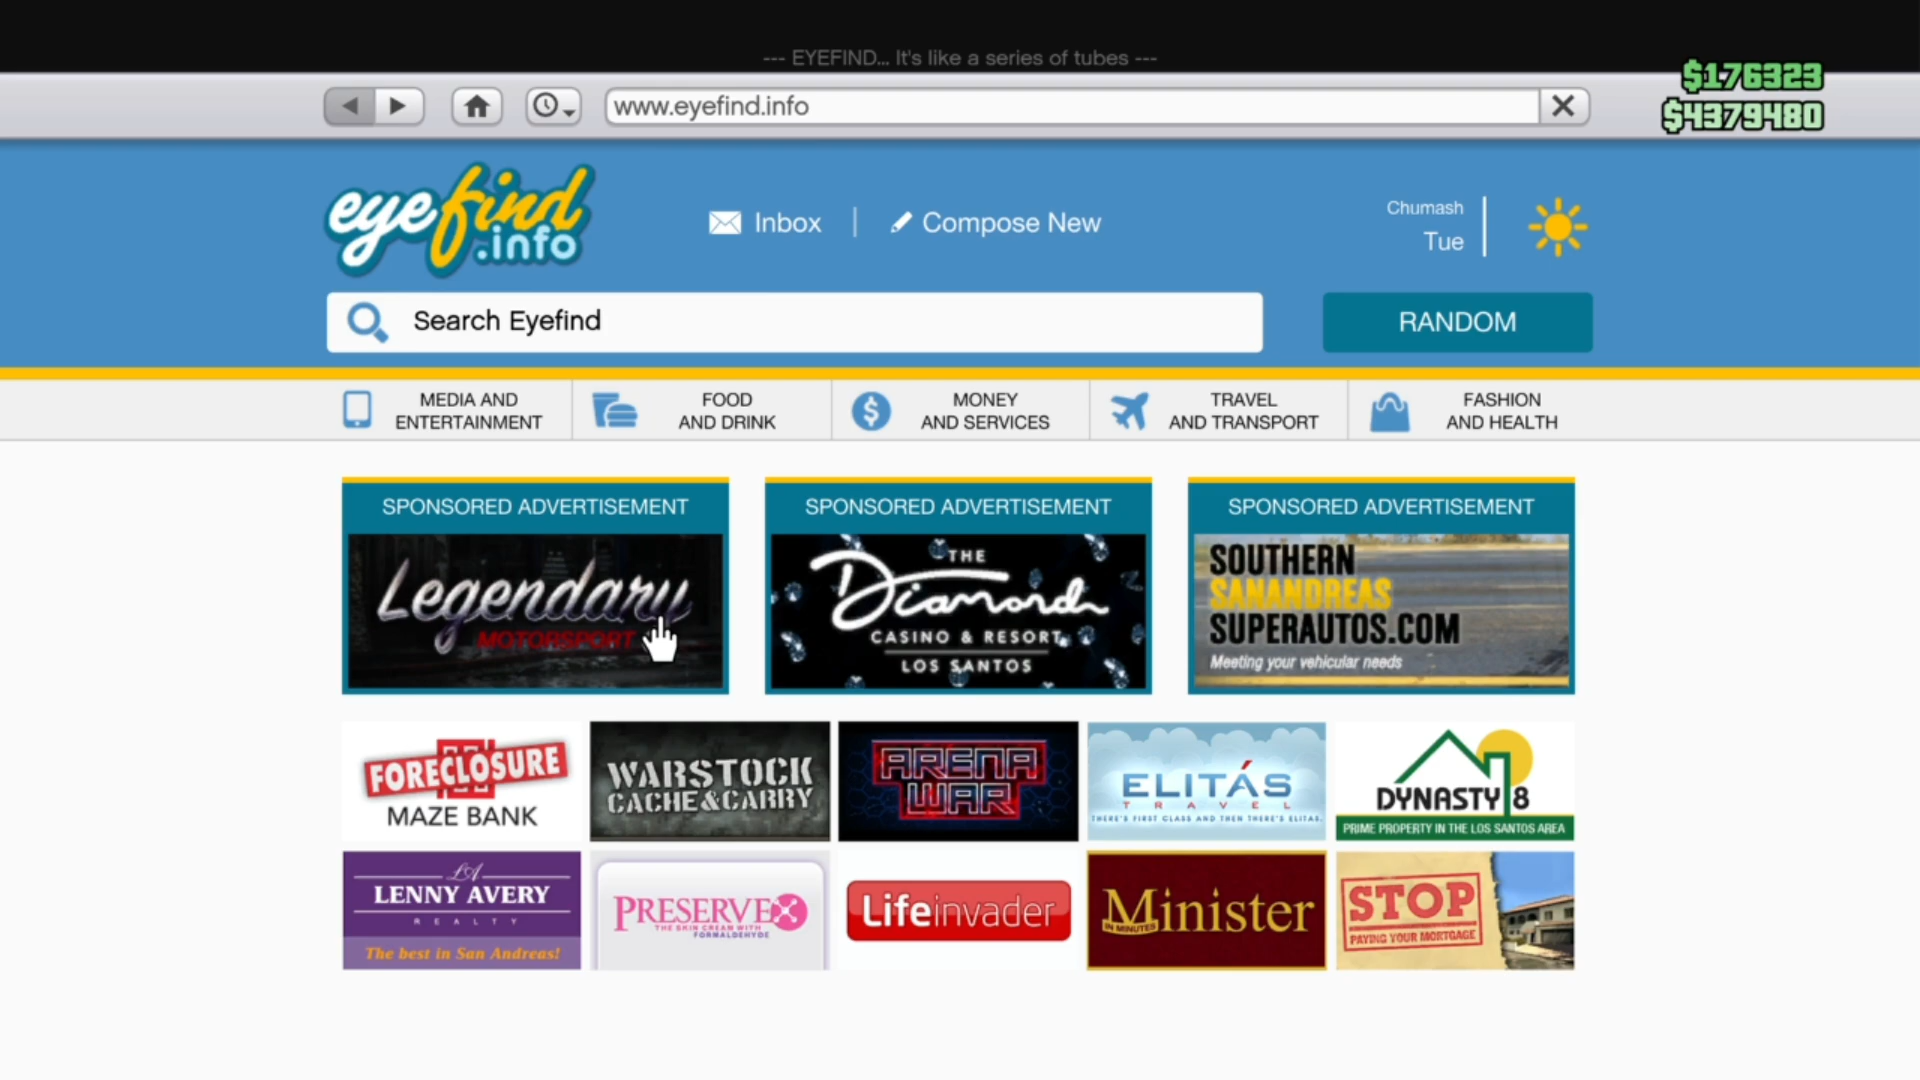 --- EYEFIND... It's like a series of tubes ---
$176323
www.eyefind.info
$4379480
eyefind
.info
Inbox
Compose New
Chumash
Tue
Search Eyefind
RANDOM
MEDIA AND
ENTERTAINMENT
FOOD
AND DRINK
MONEY
AND SERVICES
TRAVEL
AND TRANSPORT
FASHION
AND HEALTH
SPONSORED ADVERTISEMENT
Legendary
MOTORSPORT
SPONSORED ADVERTISEMENT
THE
Diamond
CASINO & RESORT
LOS SANTOS
SPONSORED ADVERTISEMENT
SOUTHERN
SANANDREAS
SUPERAUTOS.COM
Meeting your vehicular needs
FORECLOSURE
MAZE BANK
WARSTOCK
CACHE&CARRY
ARENA
WAR
ELITÁS
TRAVEL
THERE'S FIRST CLASS AND THEN THERE'S ELITAS.
DYNASTY 8
PRIME PROPERTY IN THE LOS SANTOS AREA
LA
LENNY AVERY
REALTY
The best in San Andreas!
PRESERVEX
THE SKIN CREAM WITH
FORMALDEHYDE
Lifeinvader
Minister
IN MINUTES
STOP
PAYING YOUR MORTGAGE